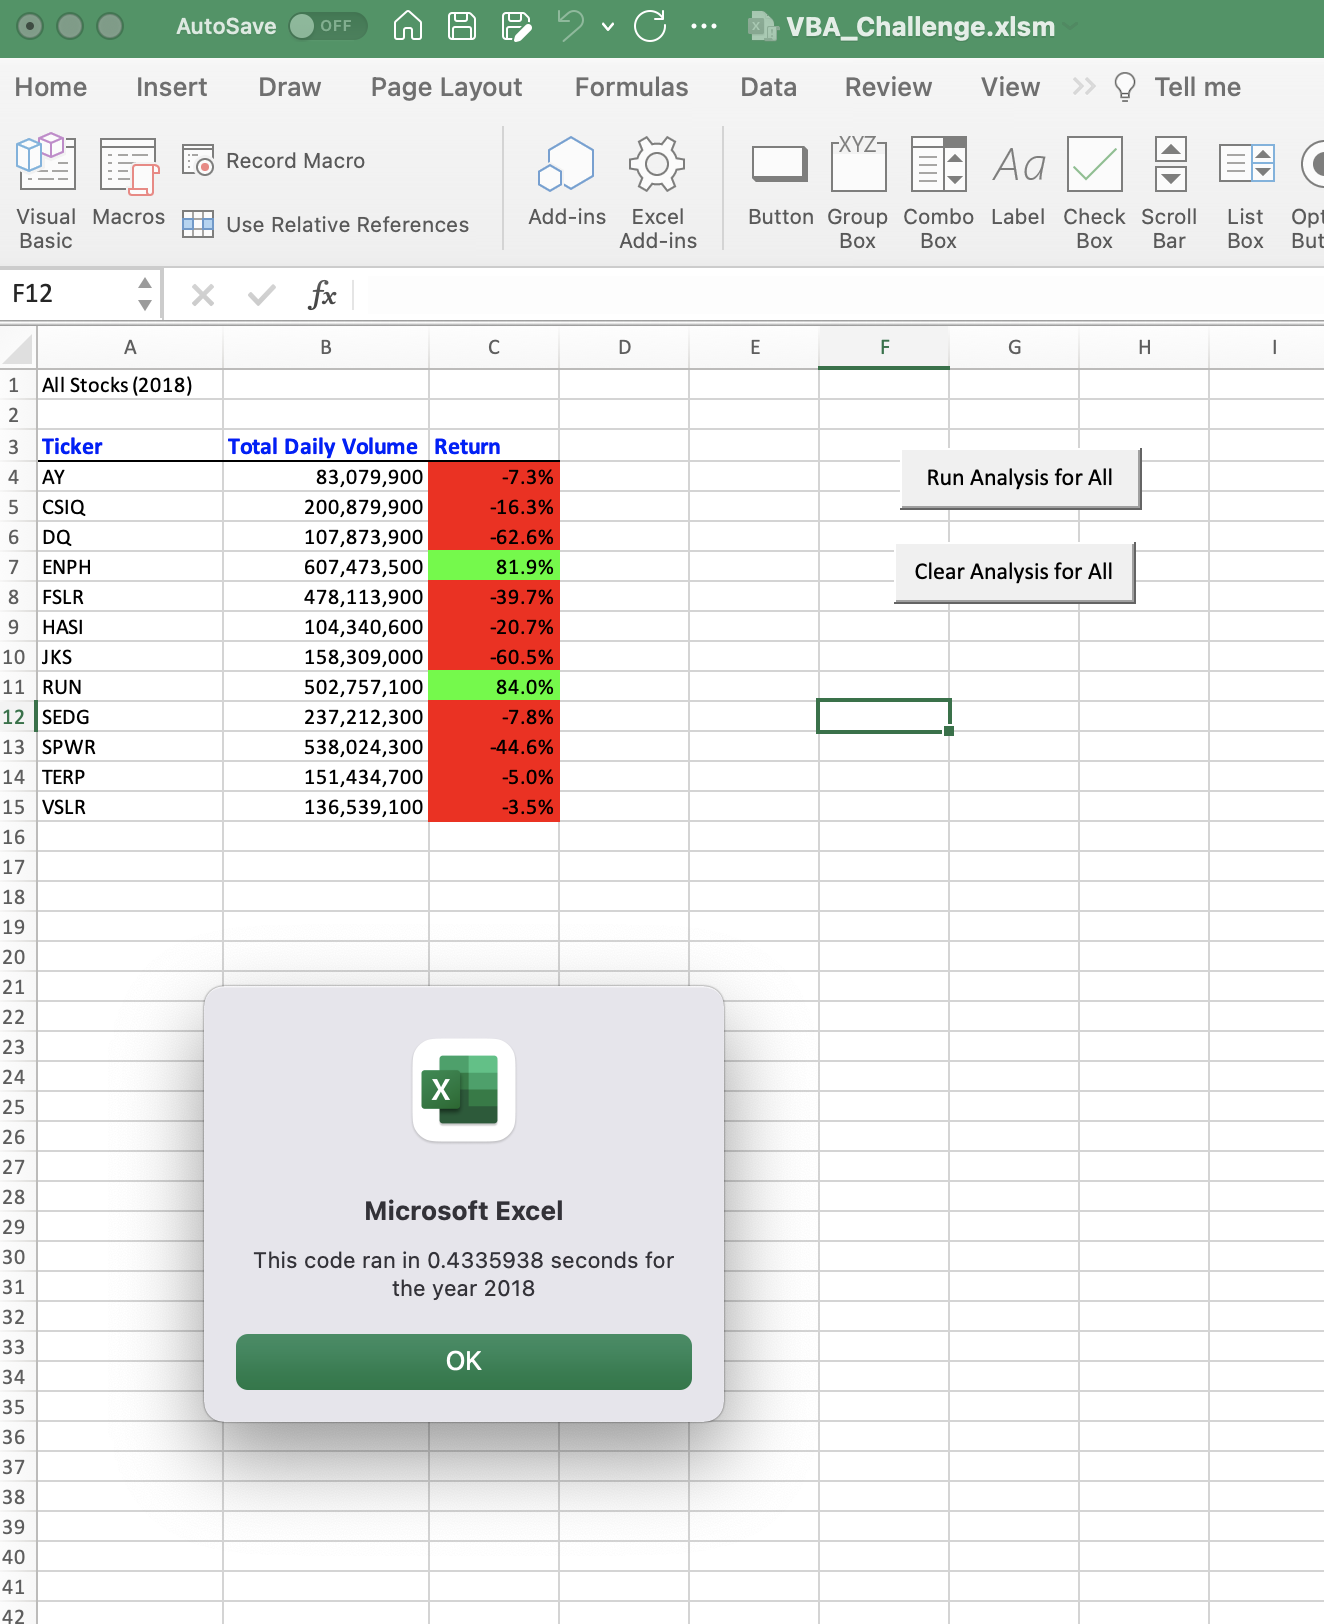 AutoSave OFF ... VBA_Challenge.xlsm
Home Insert Draw Page Layout Formulas Data Review View >> Tell me
Visual Basic
Macros
Record Macro
Use Relative References
Add-ins
Excel Add-ins
Button
XYZ
Group Box
Combo Box
Aa
Label
Check Box
Scroll Bar
List Box
Opt
But
F12 fx
A B C D E F G H I
1 All Stocks (2018)
2
3 Ticker Total Daily Volume Return
4 AY 83,079,900 -7.3%
Run Analysis for All
5 CSIQ 200,879,900 -16.3%
6 DQ 107,873,900 -62.6%
7 ENPH 607,473,500 81.9%
Clear Analysis for All
8 FSLR 478,113,900 -39.7%
9 HASI 104,340,600 -20.7%
10 JKS 158,309,000 -60.5%
11 RUN 502,757,100 84.0%
12 SEDG 237,212,300 -7.8%
13 SPWR 538,024,300 -44.6%
14 TERP 151,434,700 -5.0%
15 VSLR 136,539,100 -3.5%
16
17
18
19
20
21
22
23
24
25
26
27
28
29
30
31
32
33
34
35
36
37
38
39
40
41
42
X
Microsoft Excel
This code ran in 0.4335938 seconds for
the year 2018
OK